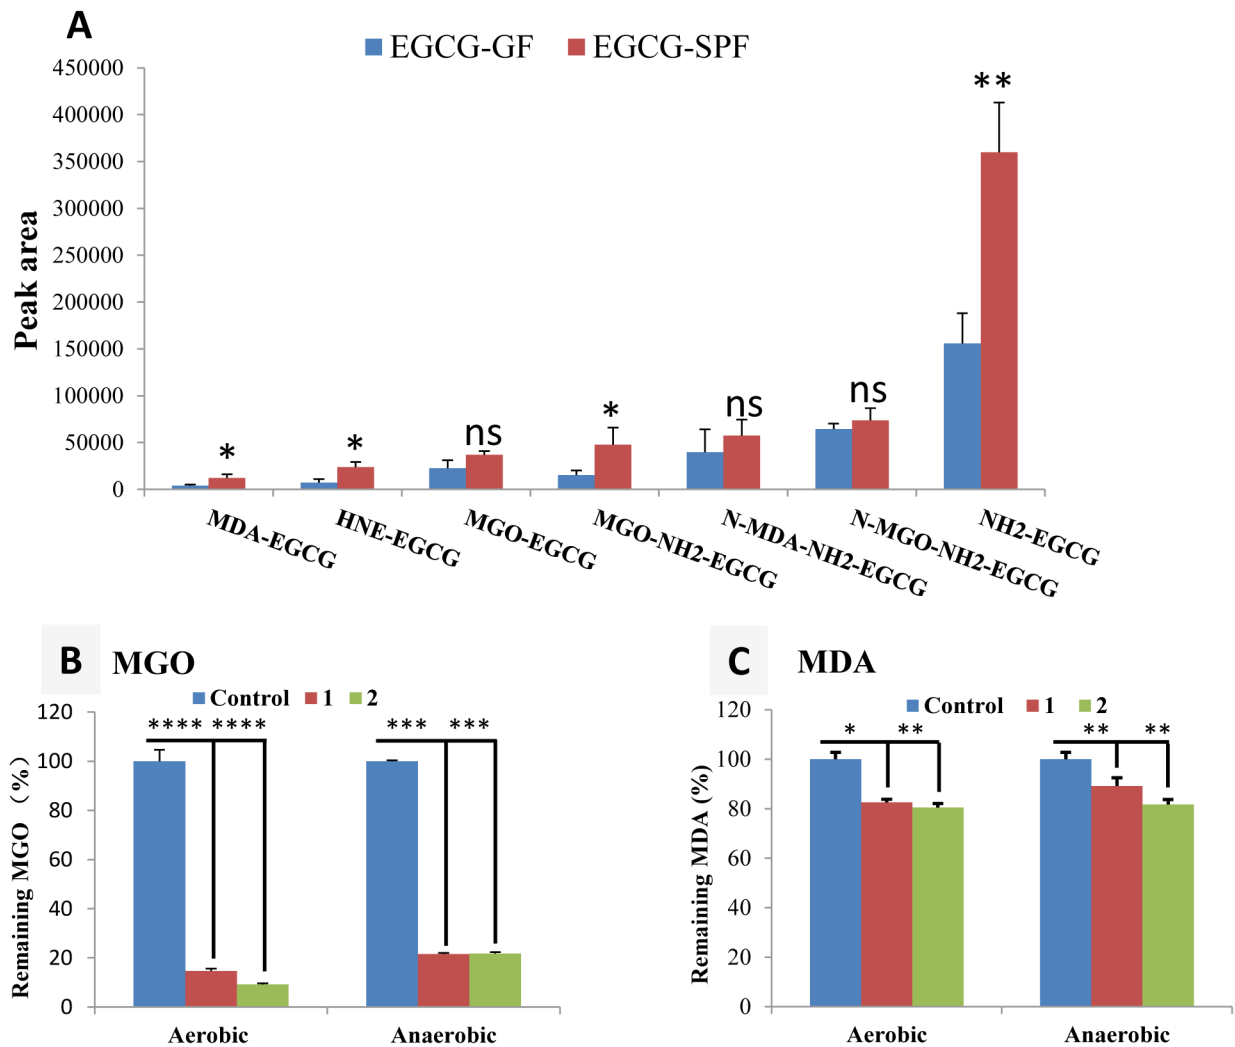 A
EGCG-GF EGCG-SPF
450000
400000
350000
300000
250000
200000
150000
100000
50000
0
Peak area
* * ns * ns ns **
MDA-EGCG
HNE-EGCG
MGO-EGCG
MGO-NH2-EGCG
N-MDA-NH2-EGCG
N-MGO-NH2-EGCG
NH2-EGCG
B MGO
Control 1 2
120
100
80
60
40
20
0
Remaining MGO (%)
**** **** *** ***
Aerobic Anaerobic
C MDA
Control 1 2
120
100
80
60
40
20
0
Remaining MDA (%)
* ** ** **
Aerobic Anaerobic